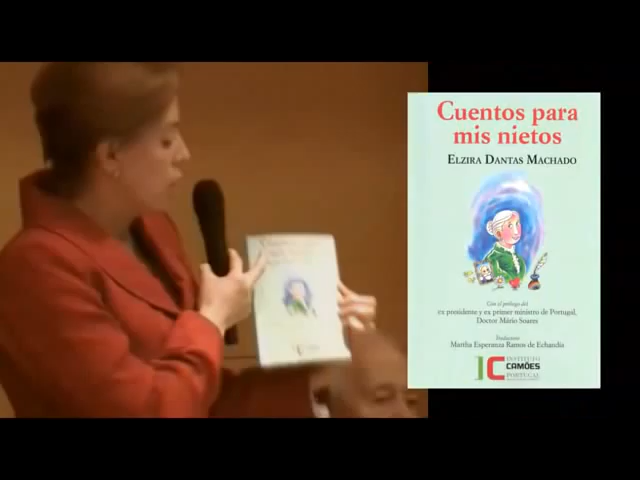 Cuentos para
mis nietos
ELZIRA DANTAS MACHADO
Con el prólogo del
ex presidente y ex primer ministro de Portugal,
Doctor Mário Soares
Traductora
Martha Esperanza Ramos de Echandía
INSTITUTO
CAMÕES
PORTUGAL